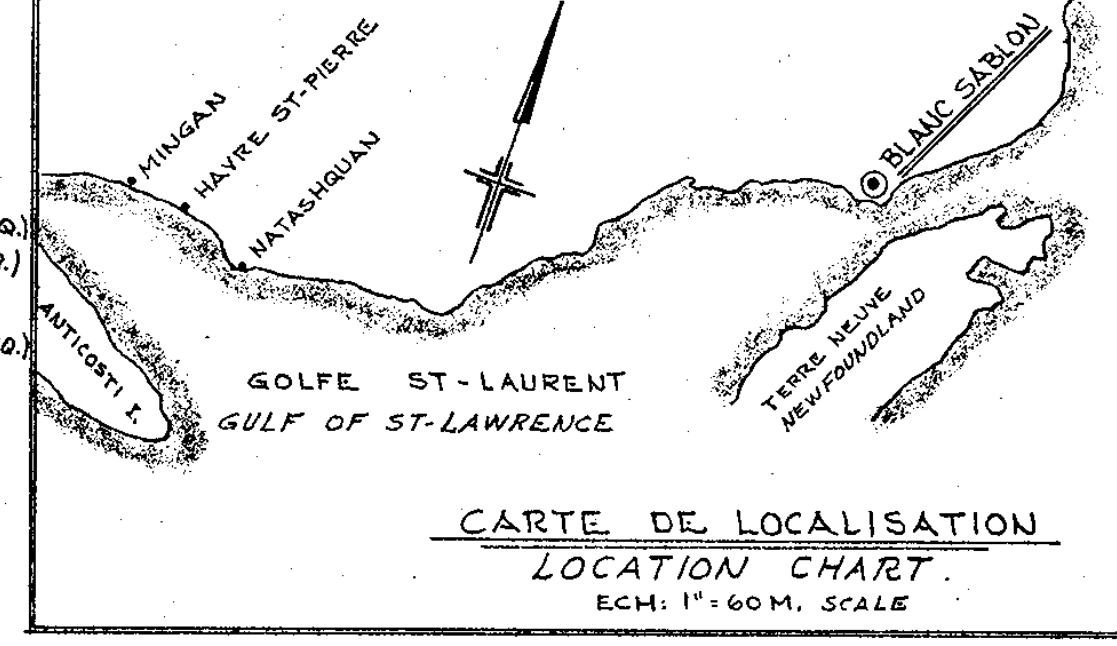 MINGAN
HAVRE ST-PIERRE
NATASHQUAN
BLANC SABLON
Q.)
Q.)
ANTICOSTI I.
TERRE NEUVE
NEWFOUNDLAND
GOLFE ST-LAURENT
GULF OF ST-LAWRENCE
CARTE DE LOCALISATION
LOCATION CHART.
ECH: 1" = 60 M. SCALE